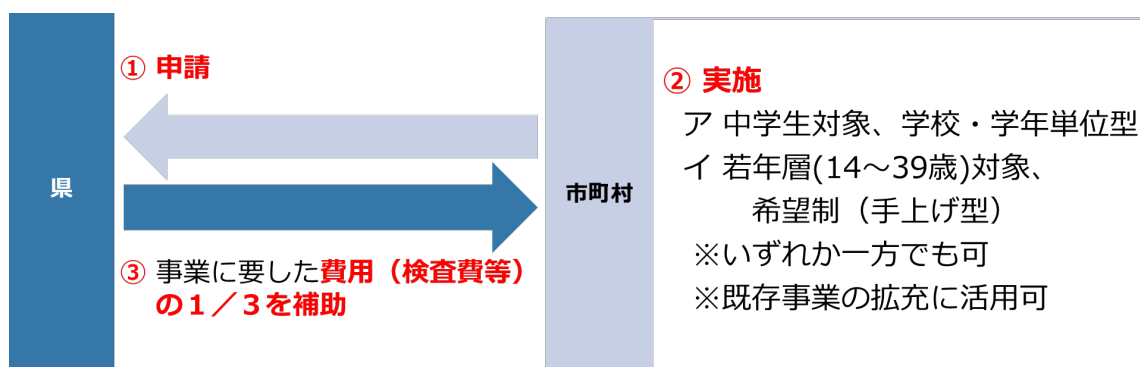 県
① 申請
③ 事業に要した費用（検査費等）
の１／３を補助
市町村
② 実施
ア 中学生対象、学校・学年単位型
イ 若年層(14～39歳)対象、
希望制（手上げ型）
※いずれか一方でも可
※既存事業の拡充に活用可